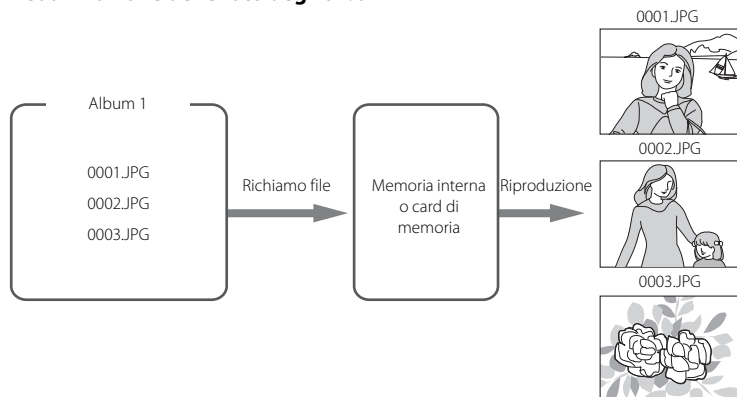 Album 1
0001.JPG
0002.JPG
0003.JPG
Richiamo file
Memoria interna
o card di
memoria
Riproduzione
0001.JPG
0002.JPG
0003.JPG